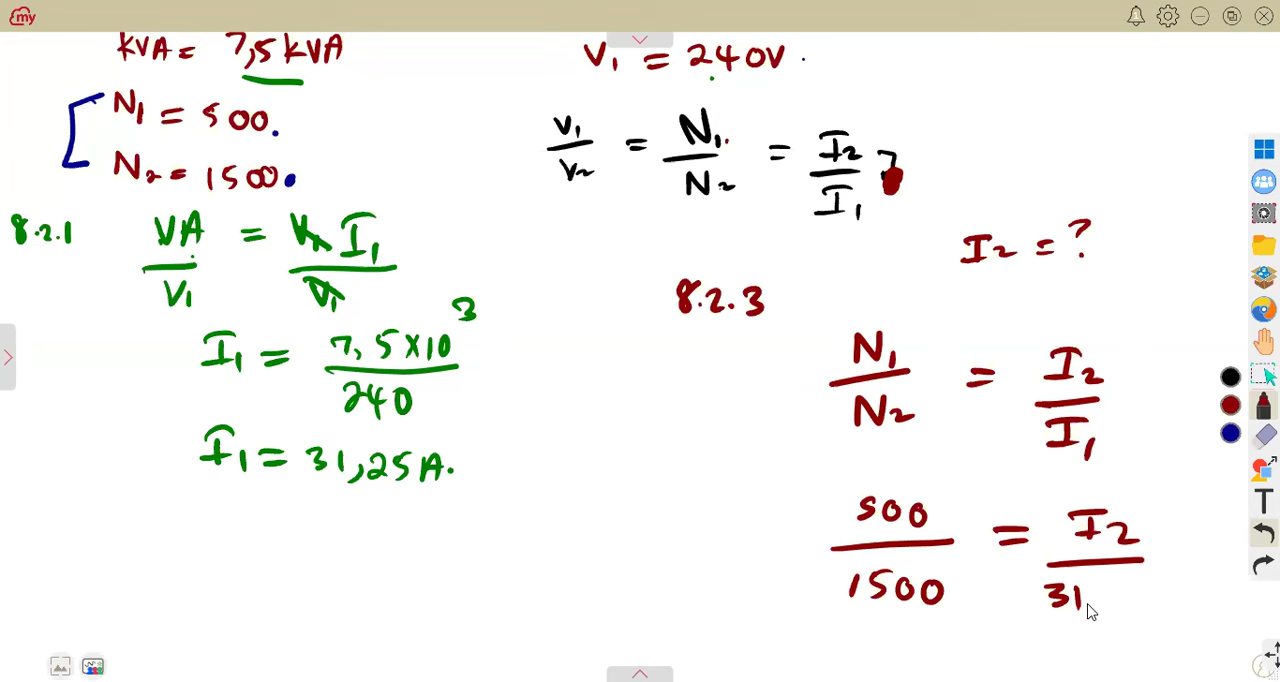 my
kVA = 7,5 kVA
N₁ = 500.
N₂ = 1500.
8.2.1
VA/V₁ = V₁ I₁/V₁
I₁ = 7,5×10³/240
I₁ = 31,25A.
V₁ = 240V
V₁/V₂ = N₁/N₂ = I₂/I₁
I₂ = ?
8.2.3
N₁/N₂ = I₂/I₁
500/1500 = I₂/31
T